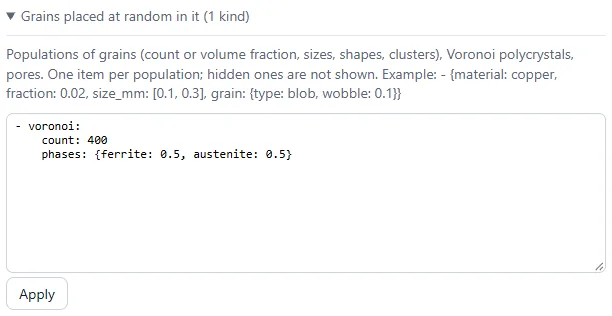 ▼ Grains placed at random in it (1 kind)
Populations of grains (count or volume fraction, sizes, shapes, clusters), Voronoi polycrystals,
pores. One item per population; hidden ones are not shown. Example: - {material: copper,
fraction: 0.02, size_mm: [0.1, 0.3], grain: {type: blob, wobble: 0.1}}
- voronoi:
    count: 400
    phases: {ferrite: 0.5, austenite: 0.5}
Apply